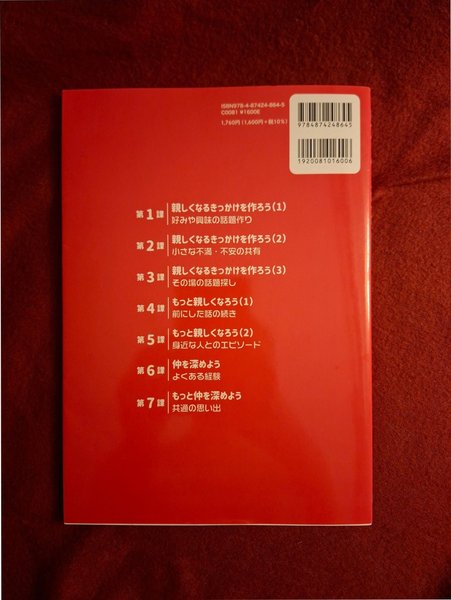 ISBN978-4-87424-864-5
C0081 ¥1600E
1,760円(1,600円+税10%)
9784874248645
1920081016006
第1課 親しくなるきっかけを作ろう(1)
好みや興味の話題作り
第2課 親しくなるきっかけを作ろう(2)
小さな不満・不安の共有
第3課 親しくなるきっかけを作ろう(3)
その場の話題探し
第4課 もっと親しくなろう(1)
前にした話の続き
第5課 もっと親しくなろう(2)
身近な人とのエピソード
第6課 仲を深めよう
よくある経験
第7課 もっと仲を深めよう
共通の思い出